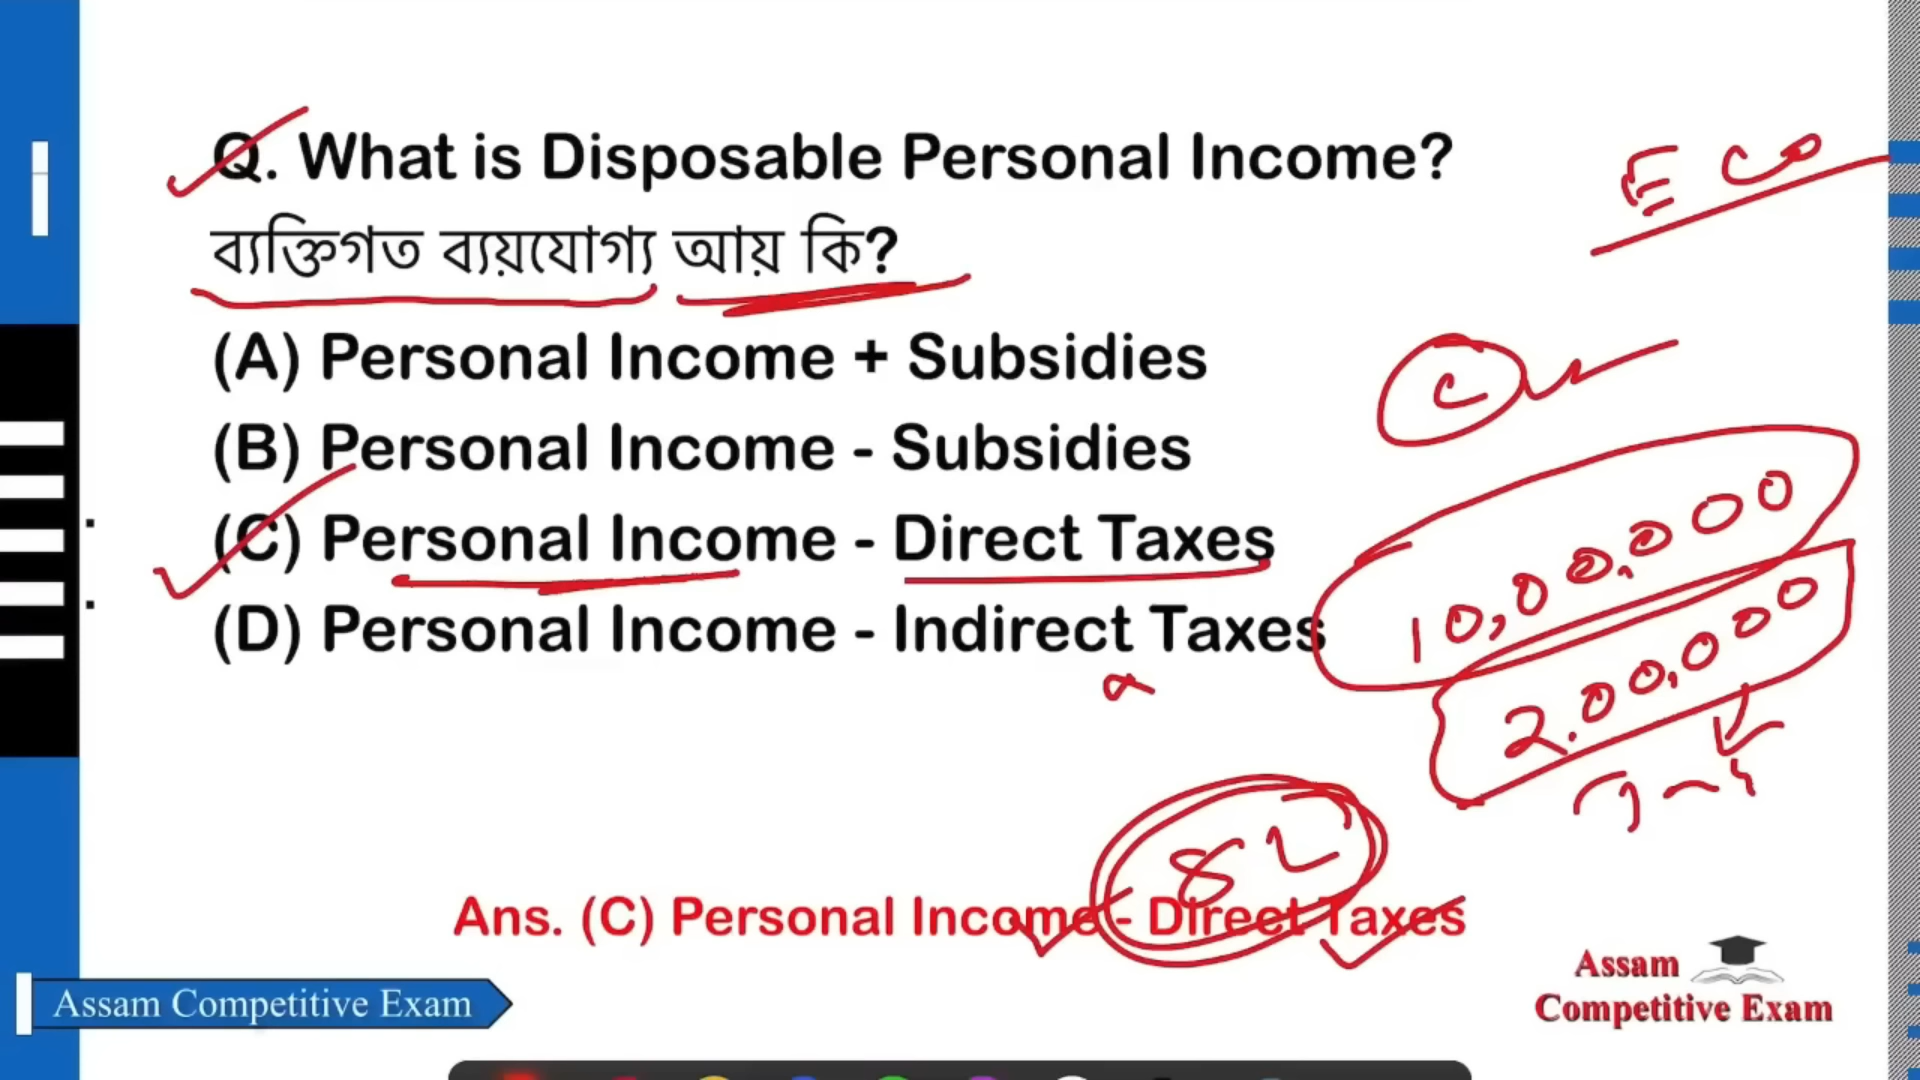 Q. What is Disposable Personal Income?
ব্যক্তিগত ব্যয়যোগ্য আয় কি?
(A) Personal Income + Subsidies
(B) Personal Income - Subsidies
(C) Personal Income - Direct Taxes
(D) Personal Income - Indirect Taxes
ECO
C
10,00,000
2.00,000
8L
Ans. (C) Personal Income - Direct Taxes
Assam Competitive Exam
Assam
Competitive Exam